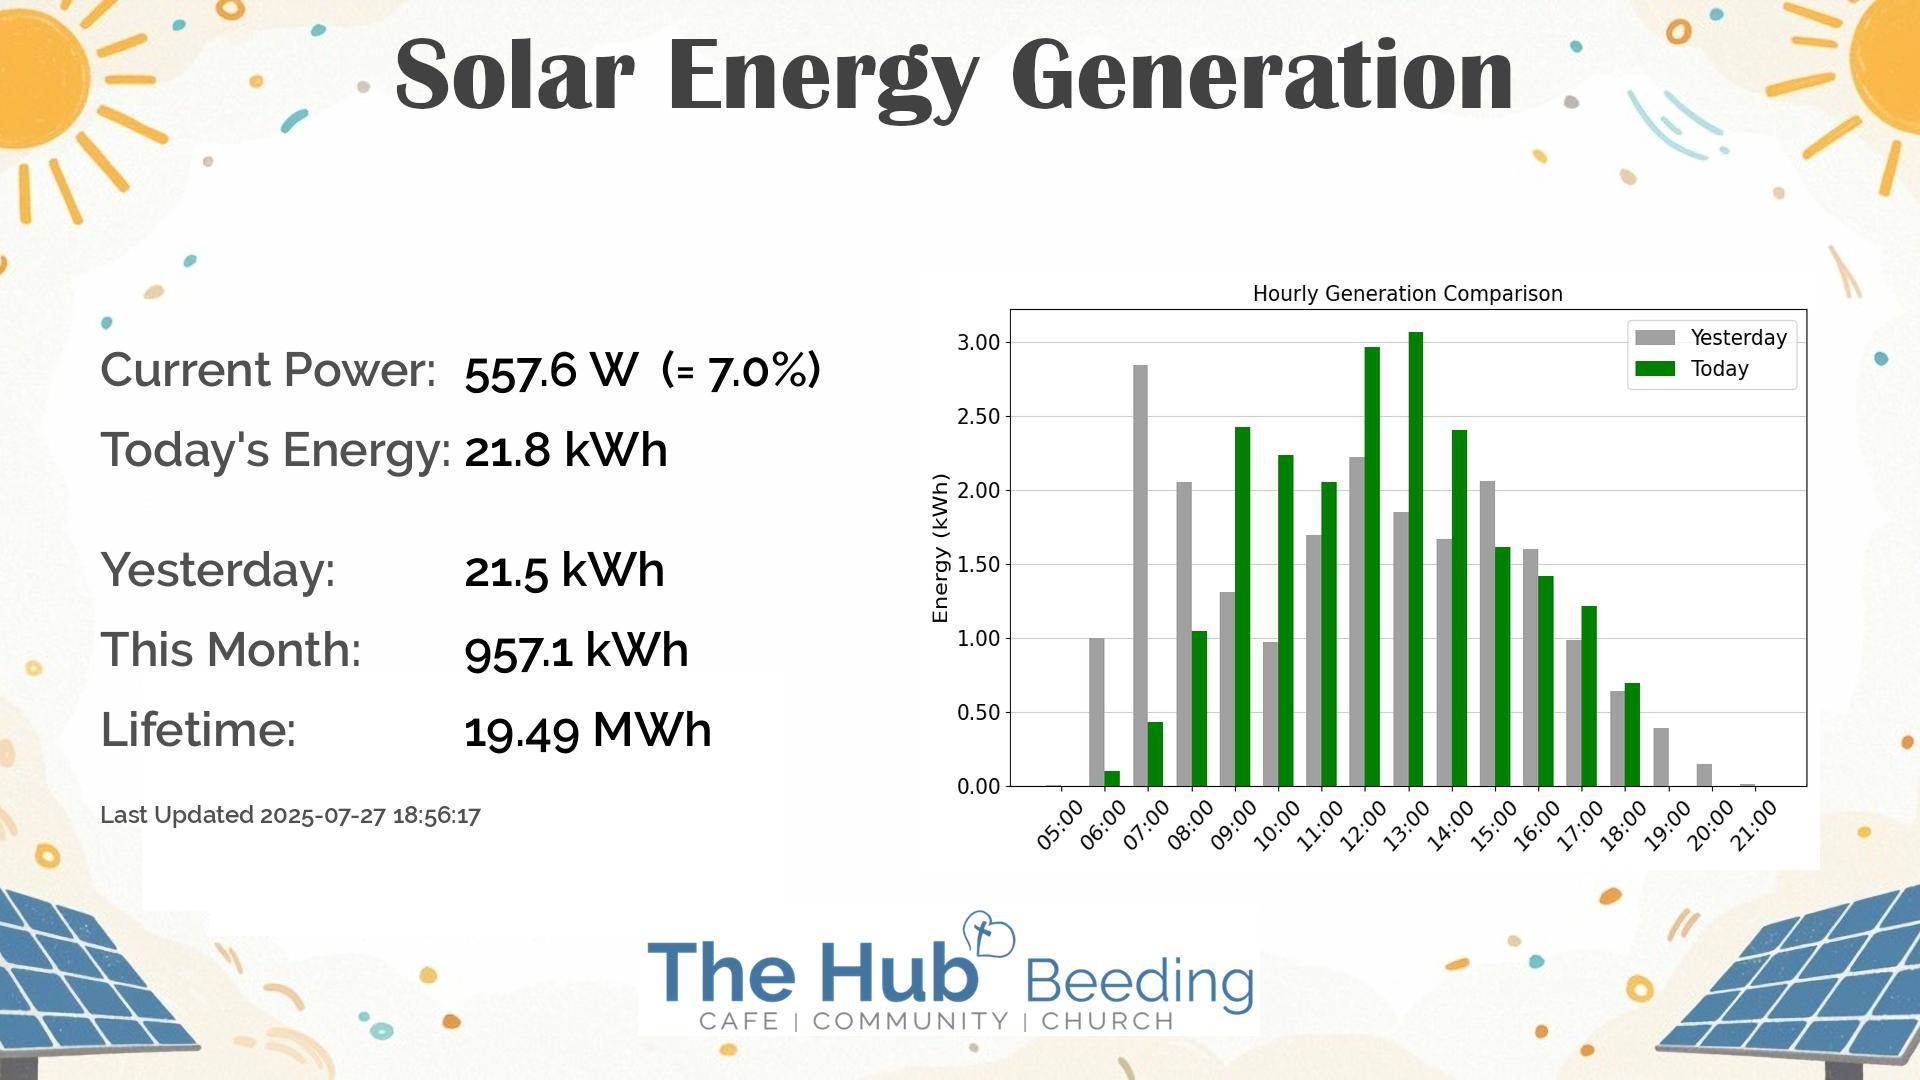 Solar Energy Generation
Current Power: 557.6 W (= 7.0%)
Today's Energy: 21.8 kWh
Yesterday: 21.5 kWh
This Month: 957.1 kWh
Lifetime: 19.49 MWh
Last Updated 2025-07-27 18:56:17
Hourly Generation Comparison
Yesterday
Today
Energy (kWh)
3.00
2.50
2.00
1.50
1.00
0.50
0.00
05:00 06:00 07:00 08:00 09:00 10:00 11:00 12:00 13:00 14:00 15:00 16:00 17:00 18:00 19:00 20:00 21:00
The Hub Beeding
CAFE | COMMUNITY | CHURCH